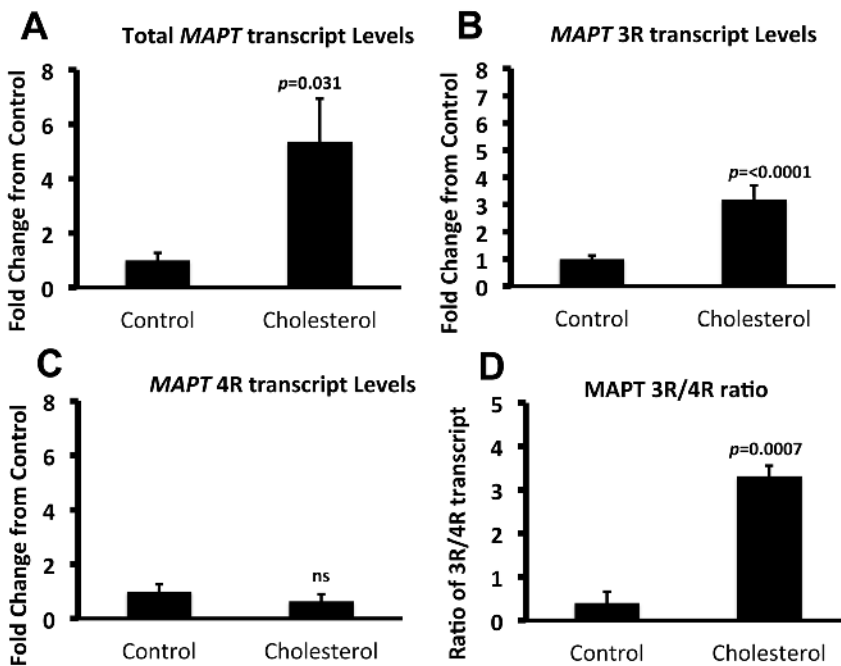 A
Total MAPT transcript Levels
Fold Change from Control
8
6
4
2
0
p=0.031
Control
Cholesterol
B
MAPT 3R transcript Levels
Fold Change from Control
8
7
6
5
4
3
2
1
0
p=<0.0001
Control
Cholesterol
C
MAPT 4R transcript Levels
Fold Change from Control
8
6
4
2
0
ns
Control
Cholesterol
D
MAPT 3R/4R ratio
Ratio of 3R/4R transcript
5
4
3
2
1
0
p=0.0007
Control
Cholesterol